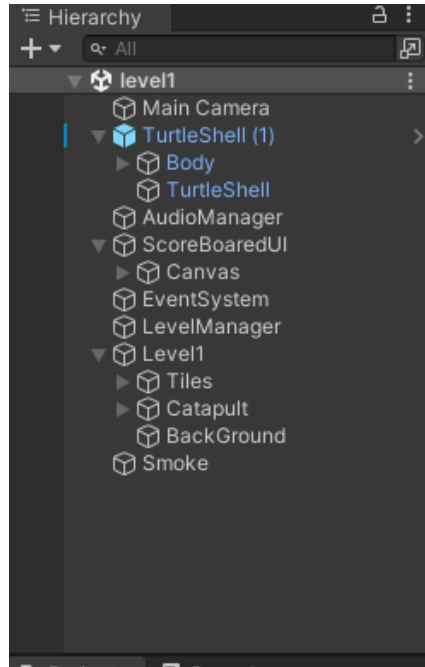 Hierarchy
All
level1
Main Camera
TurtleShell (1)
Body
TurtleShell
AudioManager
ScoreBoaredUI
Canvas
EventSystem
LevelManager
Level1
Tiles
Catapult
BackGround
Smoke